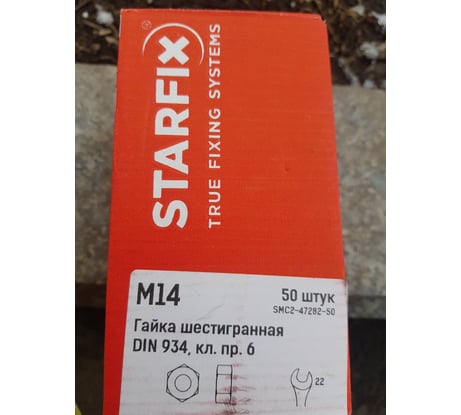 STARFIX®
TRUE FIXING SYSTEMS
M14
50 штук
SMC2-47282-50
Гайка шестигранная
DIN 934, кл. пр. 6
22